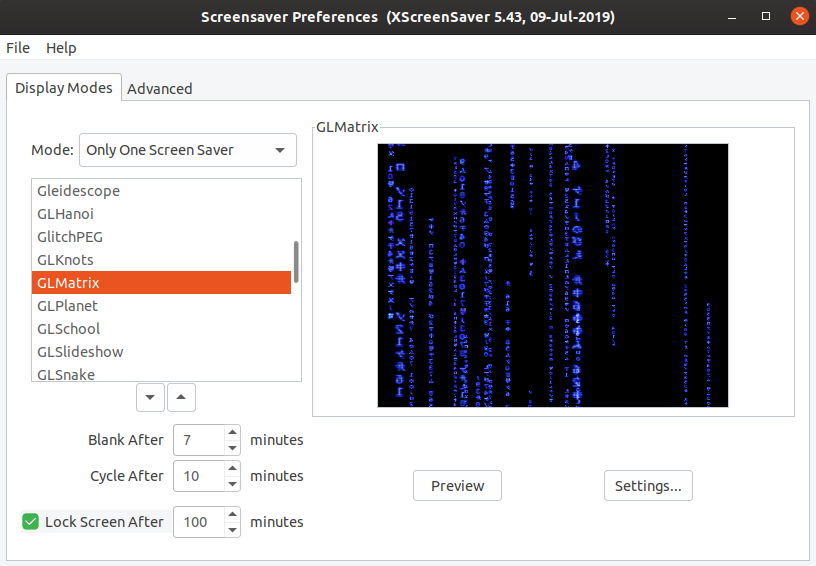 Screensaver Preferences  (XScreenSaver 5.43, 09-Jul-2019)
File Help
Display Modes Advanced
Mode: Only One Screen Saver
GLMatrix
Gleidescope
GLHanoi
GlitchPEG
GLKnots
GLMatrix
GLPlanet
GLSchool
GLSlideshow
GLSnake
Blank After 7 minutes
Cycle After 10 minutes
Lock Screen After 100 minutes
Preview Settings...